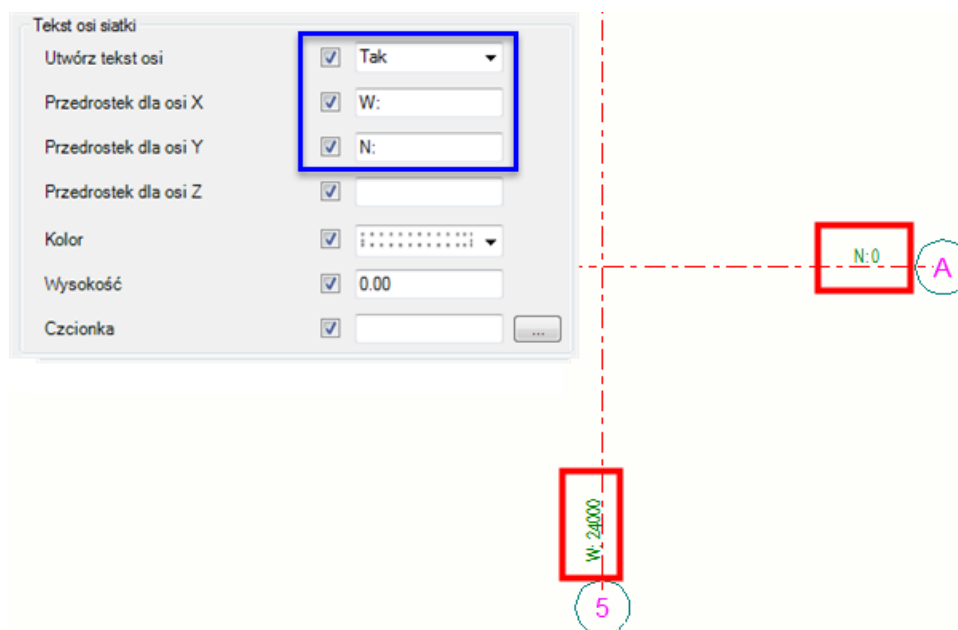 Tekst osi siatki
Utwórz tekst osi Tak
Przedrostek dla osi X W:
Przedrostek dla osi Y N:
Przedrostek dla osi Z
Kolor
Wysokość 0.00
Czcionka ...
N:0
A
W: 24000
5